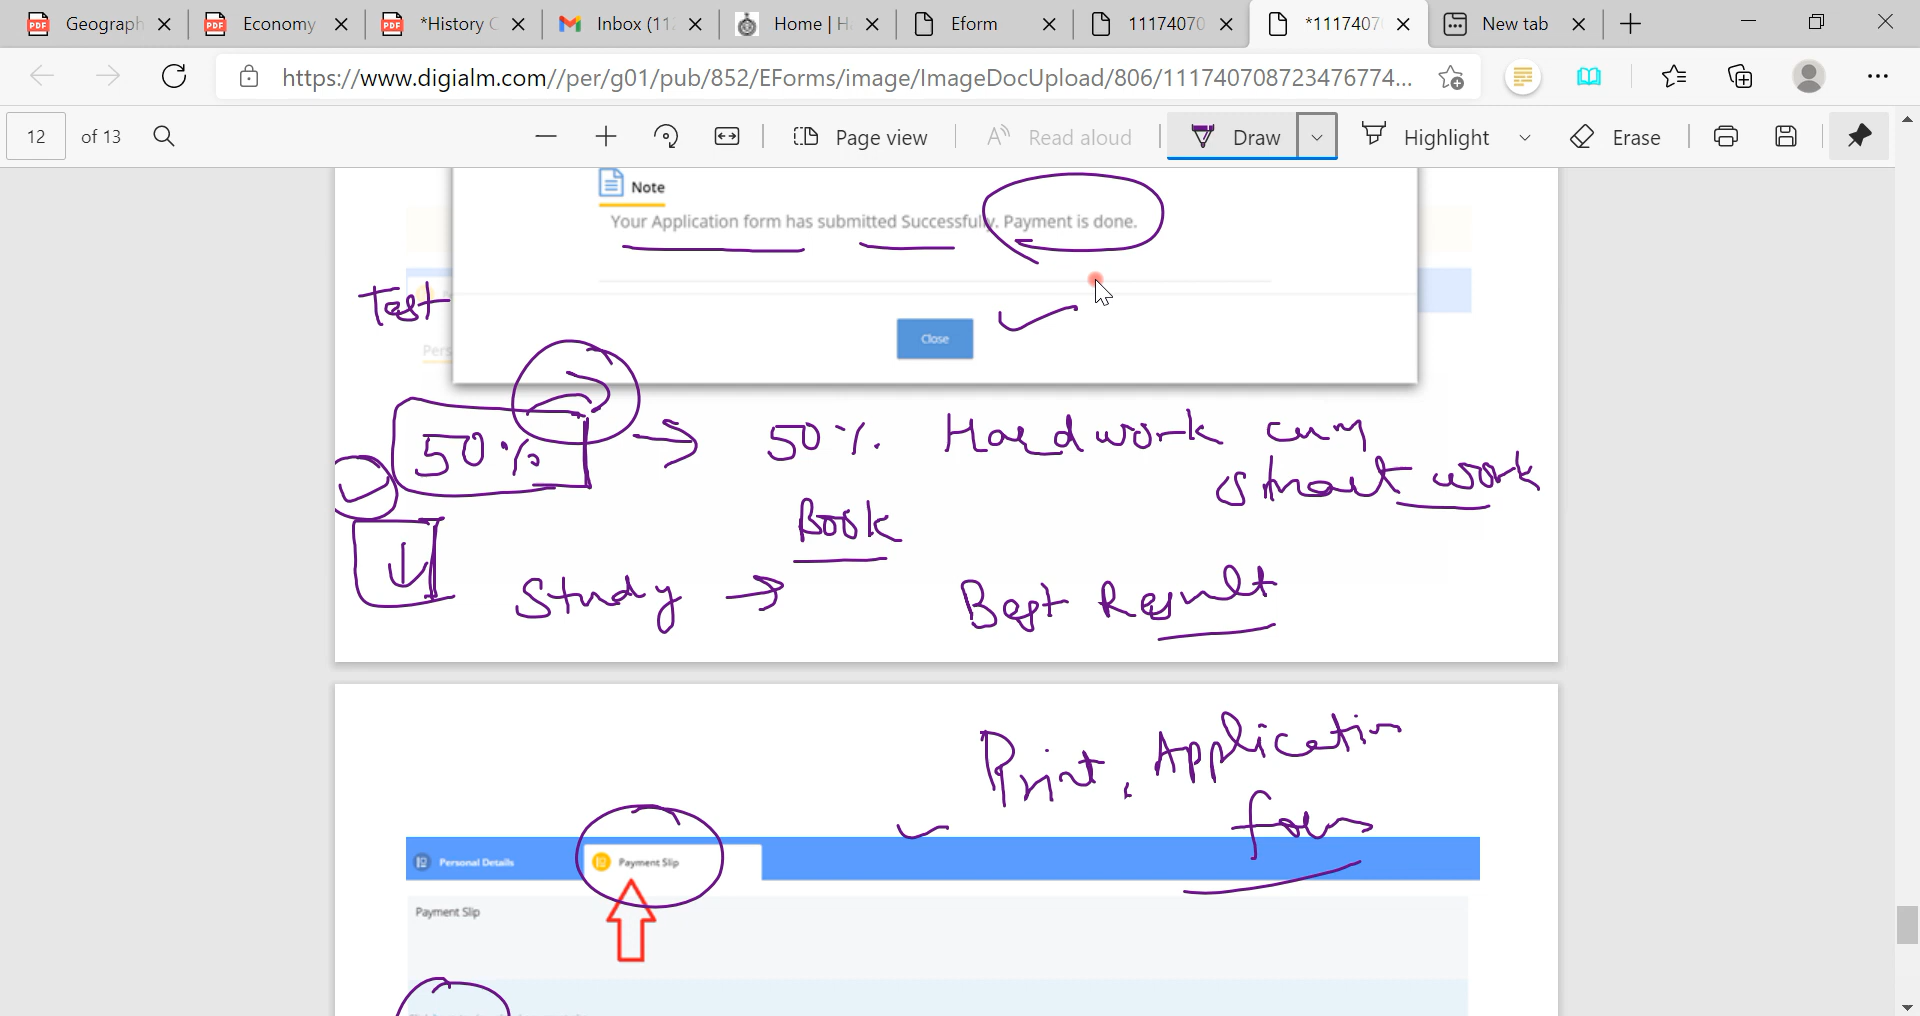 Geograph
Economy
*History C
Inbox (11
Home | H
Eform
11174070
*1117407
New tab
https://www.digialm.com//per/g01/pub/852/EForms/image/ImageDocUpload/806/111740708723476774...
12 of 13
Page view
Read aloud
Draw
Highlight
Erase
Note
Your Application form has submitted Successfully. Payment is done.
Test
Close
Pers
50% → 50% Hardwork cum
smart work
Book
Study → Best Result
Print, Application
form
Personal Details
Payment Slip
Payment Slip